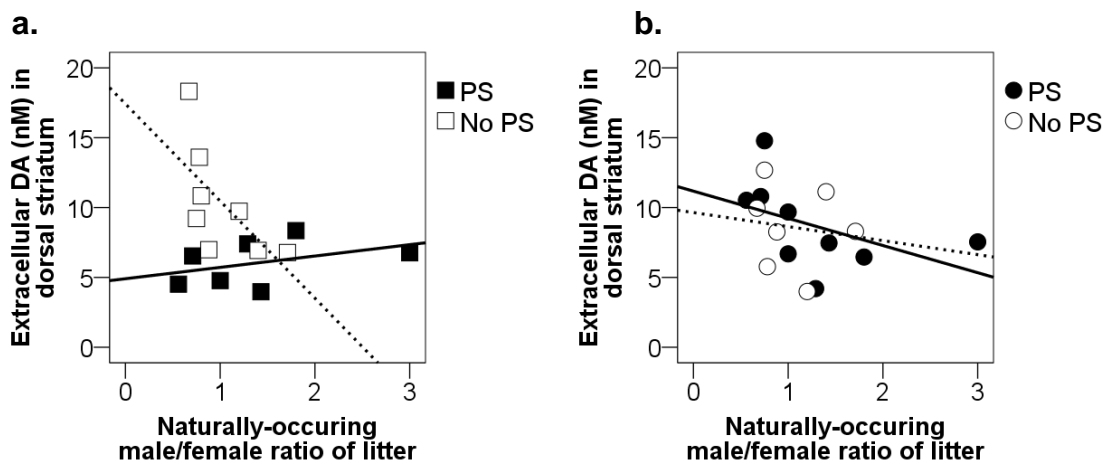 a.
Extracellular DA (nM) in
dorsal striatum
20
15
10
5
0
0 1 2 3
Naturally-occuring
male/female ratio of litter
PS
No PS
b.
Extracellular DA (nM) in
dorsal striatum
20
15
10
5
0
0 1 2 3
Naturally-occuring
male/female ratio of litter
PS
No PS